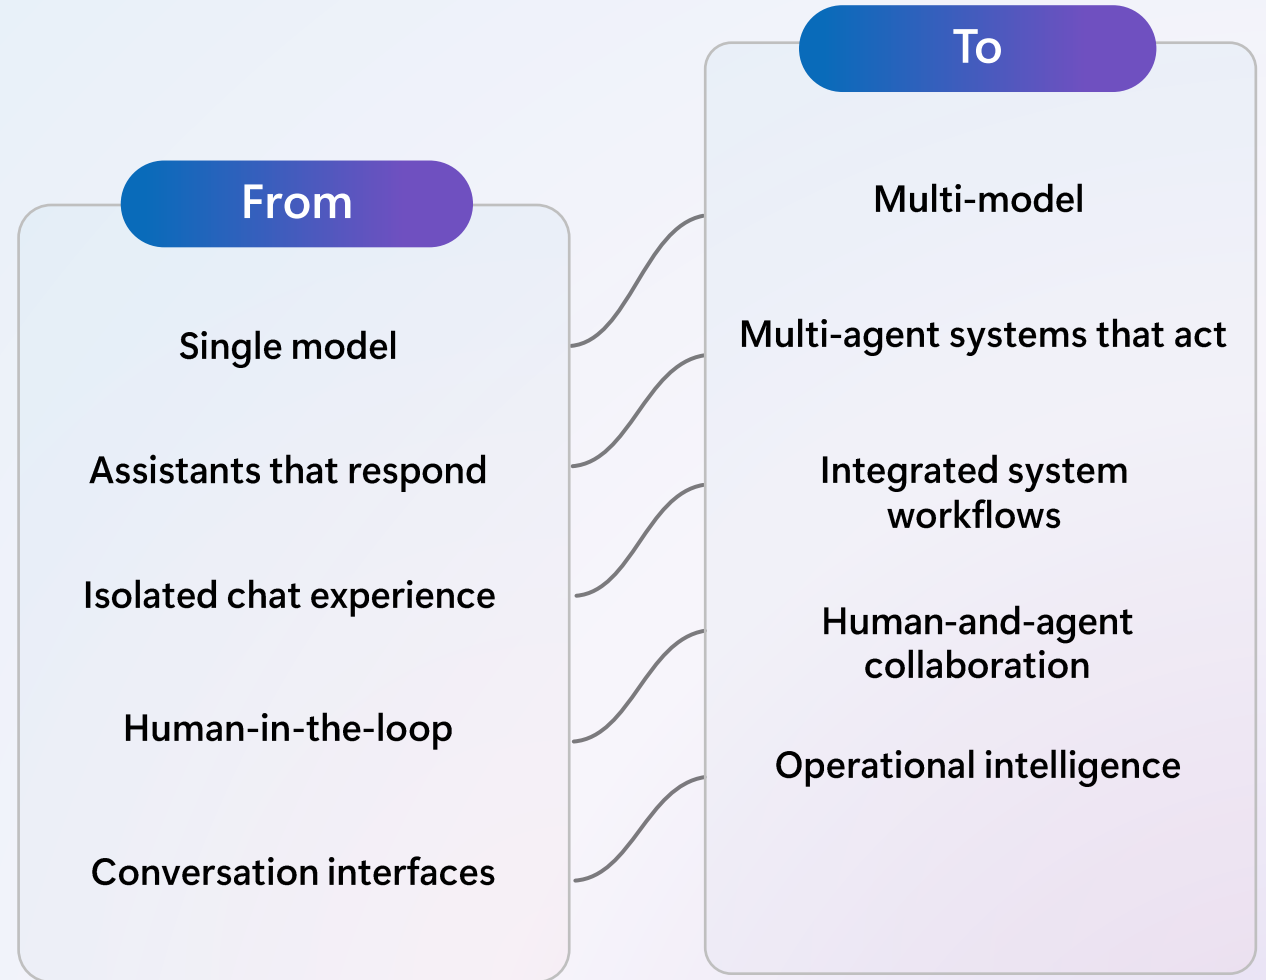 From
Single model
Assistants that respond
Isolated chat experience
Human-in-the-loop
Conversation interfaces
To
Multi-model
Multi-agent systems that act
Integrated system
workflows
Human-and-agent
collaboration
Operational intelligence